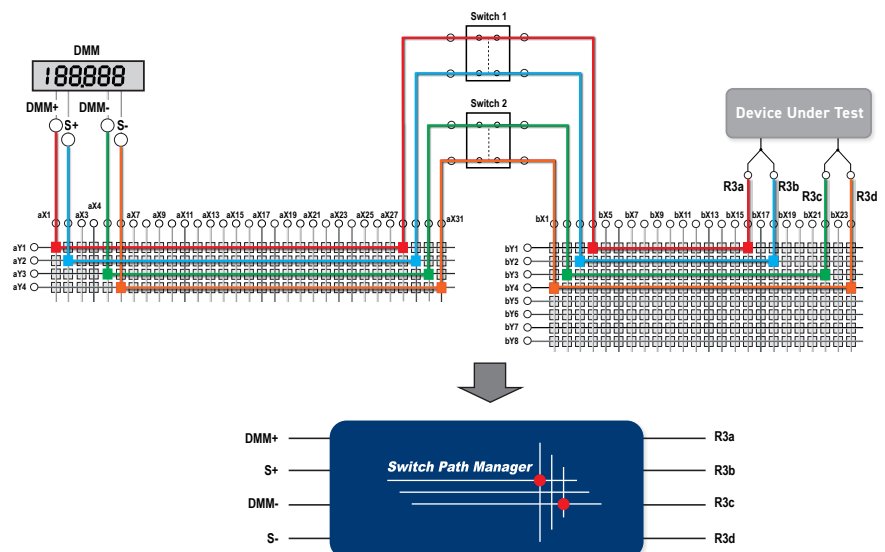 Switch 1
DMM
188.888
DMM+
S+
DMM-
S-
Switch 2
Device Under Test
R3a
R3b
R3c
R3d
aX1
aX3
aX4
aX7
aX9
aX11
aX13
aX15
aX17
aX19
aX21
aX23
aX25
aX27
aX31
bX1
bX5
bX7
bX9
bX11
bX13
bX15
bX17
bX19
bX21
bX23
aY1
aY2
aY3
aY4
bY1
bY2
bY3
bY4
bY5
bY6
bY7
bY8
DMM+
S+
DMM-
S-
Switch Path Manager
R3a
R3b
R3c
R3d